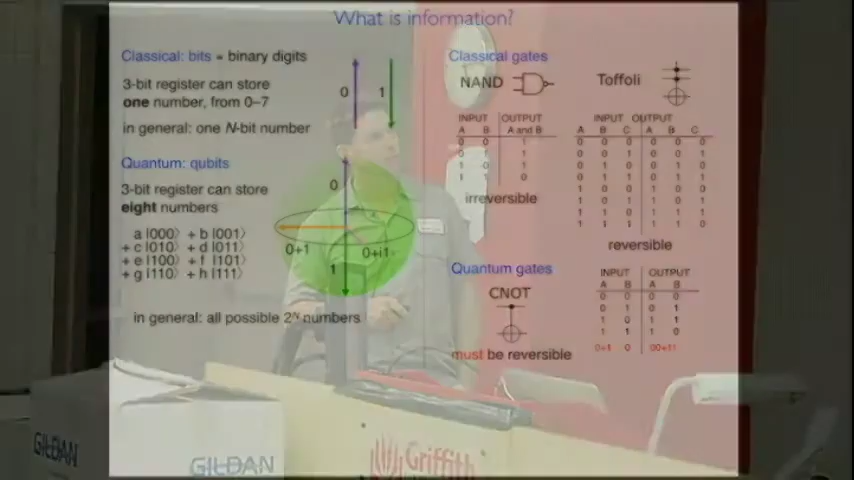 What is information?
Classical: bits = binary digits
3-bit register can store
one number, from 0–7
in general: one N-bit number
0 1
Quantum: qubits
3-bit register can store
eight numbers
a |000⟩ + b |001⟩
+ c |010⟩ + d |011⟩
+ e |100⟩ + f |101⟩
+ g |110⟩ + h |111⟩
0
0+1
0+i1
1
in general: all possible 2ᴺ numbers
Classical gates
NAND
INPUT OUTPUT
A B A and B
0 0 1
0 1 1
1 0 1
1 1 0
irreversible
Toffoli
INPUT OUTPUT
A B C A B C
0 0 0 0 0 0
0 0 1 0 0 1
0 1 0 0 1 0
0 1 1 0 1 1
1 0 0 1 0 0
1 0 1 1 0 1
1 1 0 1 1 1
1 1 1 1 1 0
reversible
Quantum gates
CNOT
must be reversible
INPUT OUTPUT
A B A B
0 0 0 0
0 1 0 1
1 0 1 1
1 1 1 0
0+1 0 00+11
GILDAN
GILDAN
Griffith